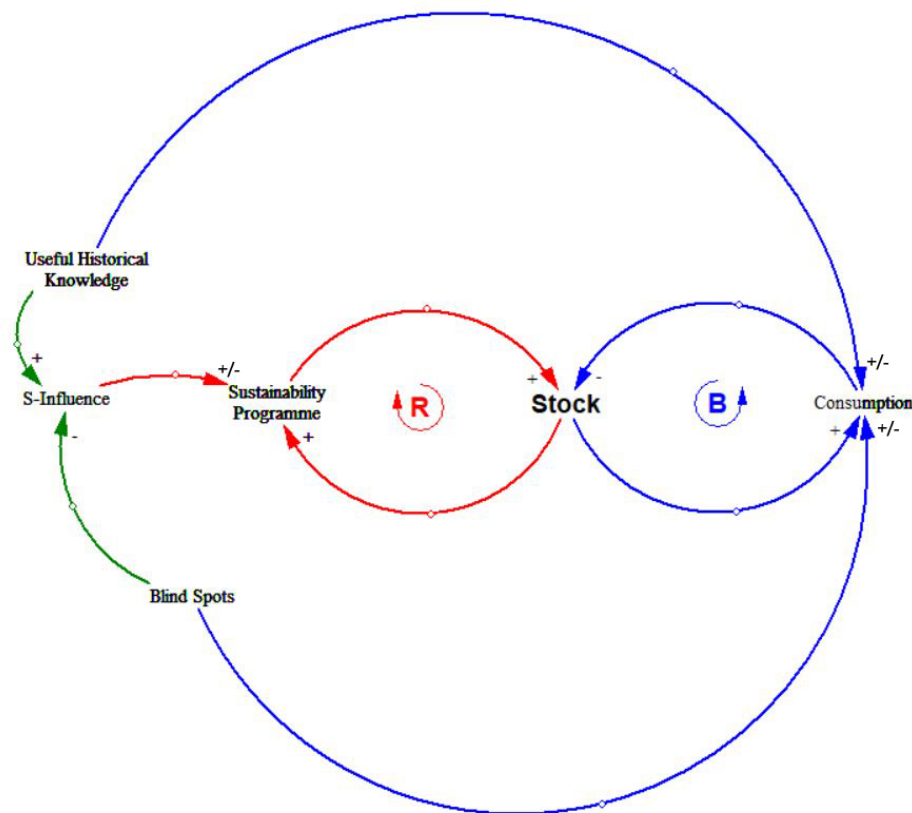 Useful Historical
Knowledge
+
S-Influence
-
+/-
Sustainability
Programme
+
R
+
Stock
-
B
+/-
Consumption
+
+/-
Blind Spots